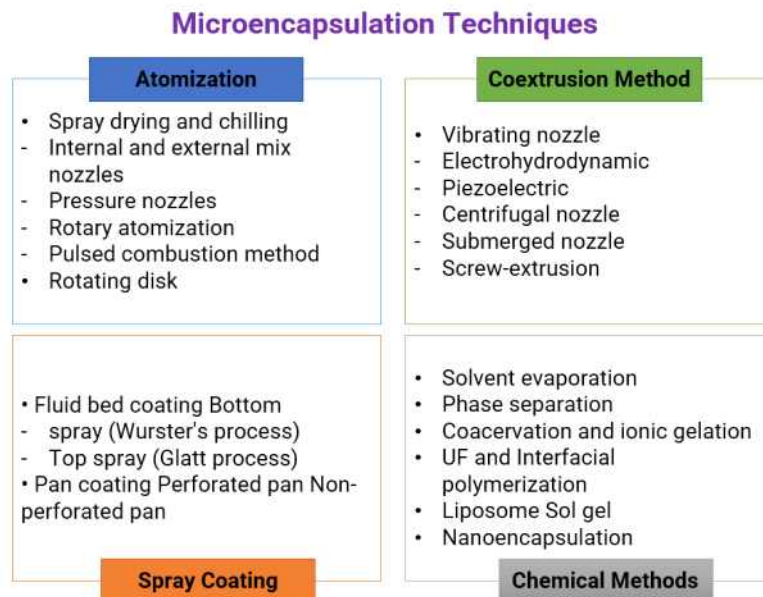 Microencapsulation Techniques
Atomization
• Spray drying and chilling
- Internal and external mix
nozzles
- Pressure nozzles
- Rotary atomization
- Pulsed combustion method
• Rotating disk
Coextrusion Method
• Vibrating nozzle
- Electrohydrodynamic
- Piezoelectric
- Centrifugal nozzle
- Submerged nozzle
- Screw-extrusion
• Fluid bed coating Bottom
- spray (Wurster's process)
- Top spray (Glatt process)
• Pan coating Perforated pan Non-
perforated pan
Spray Coating
• Solvent evaporation
• Phase separation
• Coacervation and ionic gelation
• UF and Interfacial
polymerization
• Liposome Sol gel
• Nanoencapsulation
Chemical Methods